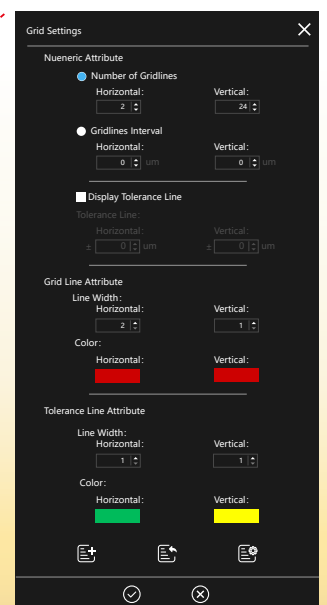 Grid Settings
Nueneric Attribute
Number of Gridlines
Horizontal: Vertical:
2 24
Gridlines Interval
Horizontal: Vertical:
0 um 0 um
Display Tolerance Line
Tolerance Line:
Horizontal: Vertical:
± 0 um ± 0 um
Grid Line Attribute
Line Width:
Horizontal: Vertical:
2 1
Color:
Horizontal: Vertical:
Tolerance Line Attribute
Line Width:
Horizontal: Vertical:
1 1
Color:
Horizontal: Vertical: